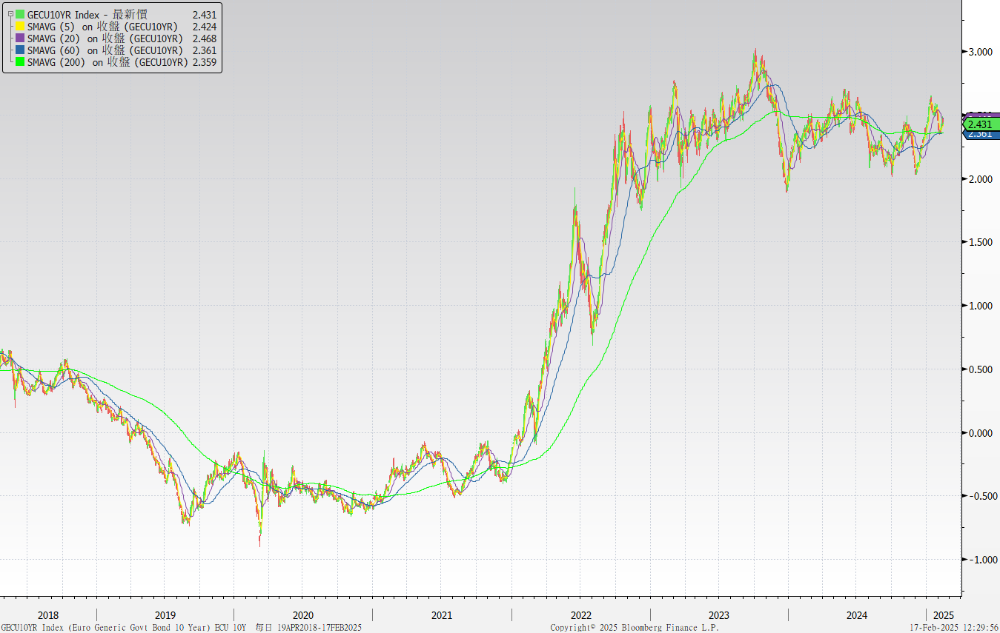 GECU10YR Index - 最新價 2.431
SMAVG (5) on 收盤 (GECU10YR) 2.424
SMAVG (20) on 收盤 (GECU10YR) 2.468
SMAVG (60) on 收盤 (GECU10YR) 2.361
SMAVG (200) on 收盤 (GECU10YR) 2.359
3.000
2.431
2.361
2.000
1.500
1.000
0.500
0.000
-0.500
-1.000
2018 2019 2020 2021 2022 2023 2024 2025
GECU10YR Index (Euro Generic Govt Bond 10 Year) ECU 10Y 每日 19APR2018-17FEB2025 Copyright© 2025 Bloomberg Finance L.P. 17-Feb-2025 12:29:56